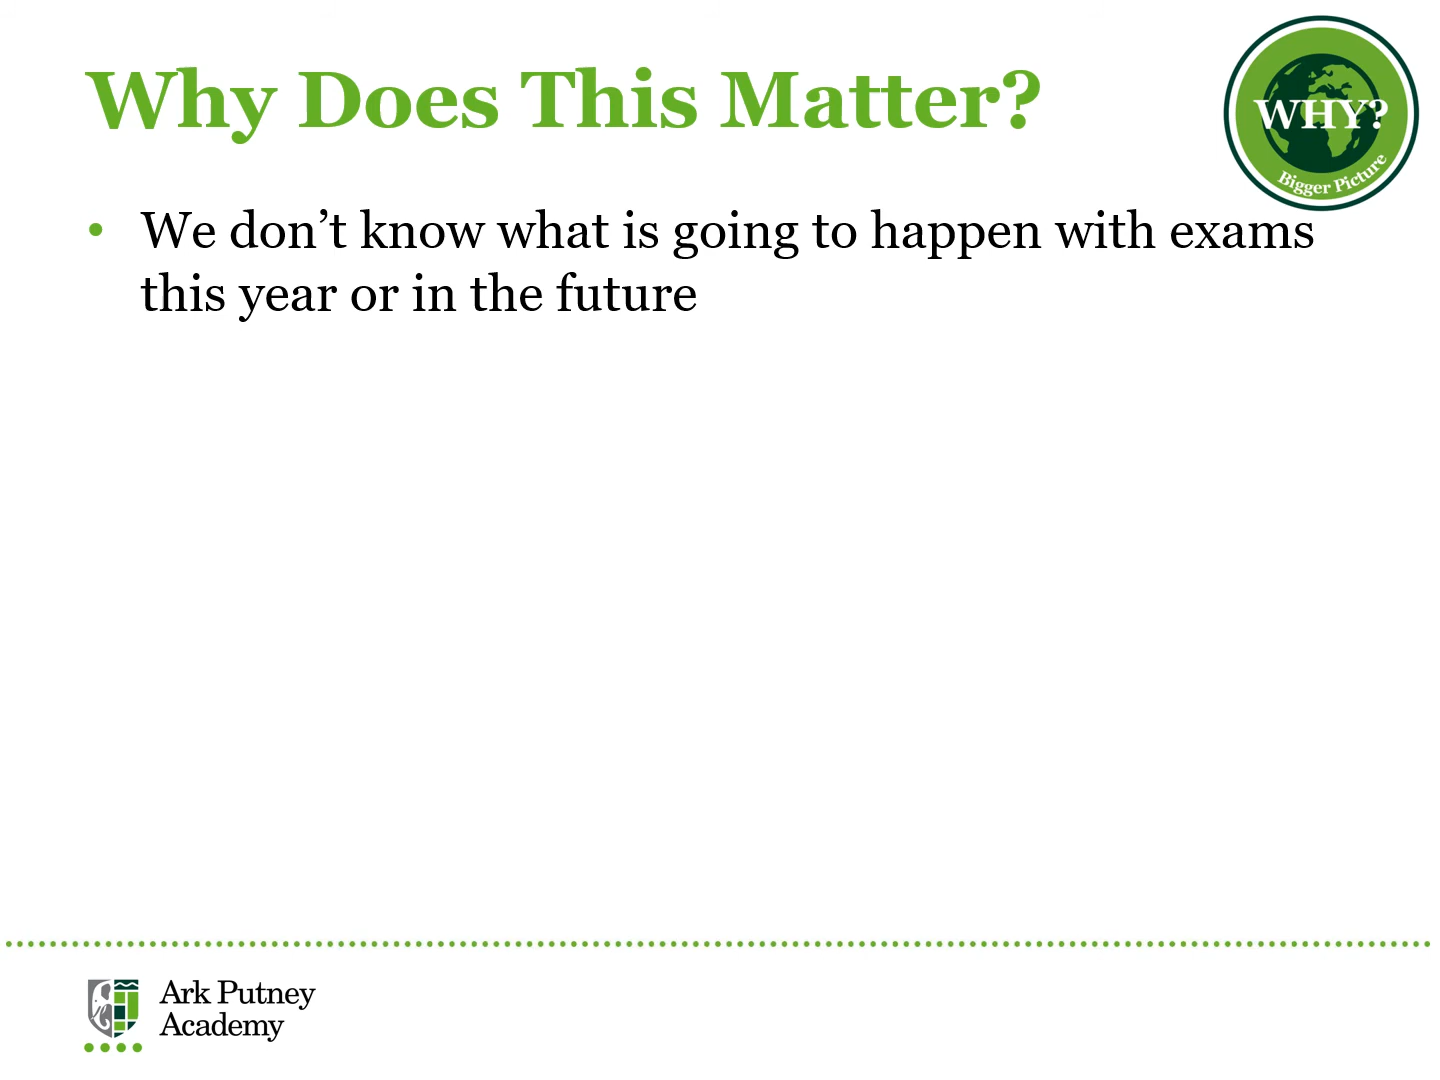 Why Does This Matter?
WHY?
Bigger Picture
• We don’t know what is going to happen with exams
this year or in the future
Ark Putney
Academy